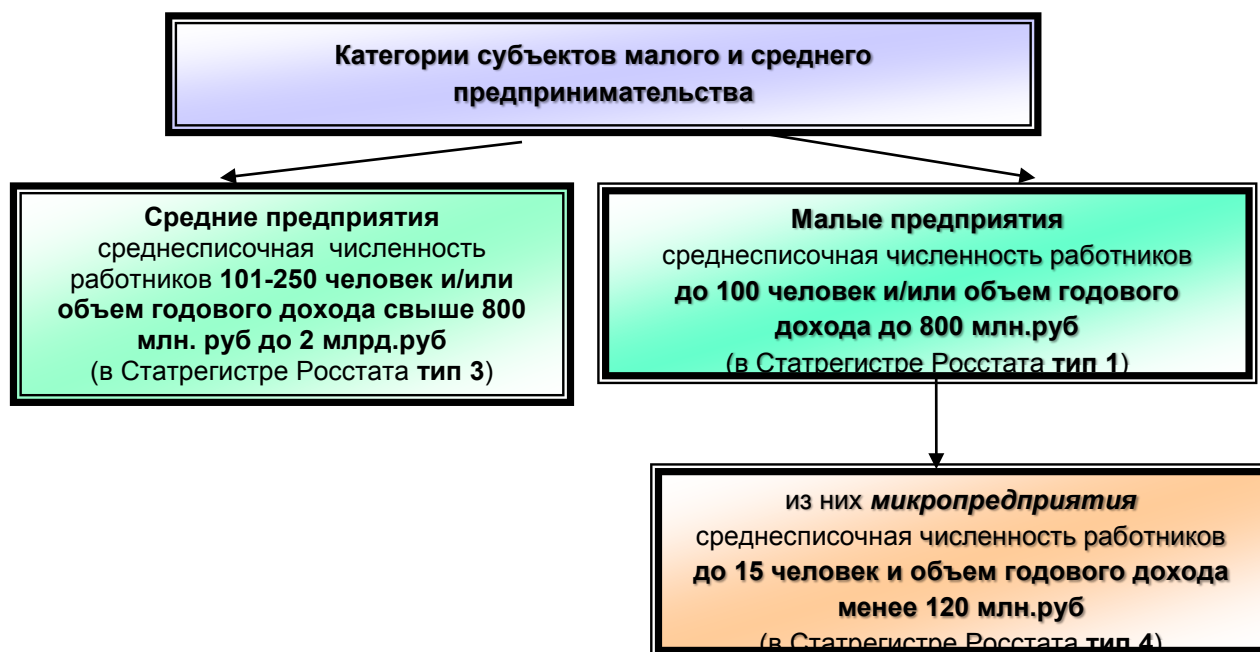 Категории субъектов малого и среднего
предпринимательства
Средние предприятия
среднесписочная численность
работников 101-250 человек и/или
объем годового дохода свыше 800
млн. руб до 2 млрд.руб
(в Статрегистре Росстата тип 3)
Малые предприятия
среднесписочная численность работников
до 100 человек и/или объем годового
дохода до 800 млн.руб
(в Статрегистре Росстата тип 1)
из них микропредприятия
среднесписочная численность работников
до 15 человек и объем годового дохода
менее 120 млн.руб
(в Статрегистре Росстата тип 4)